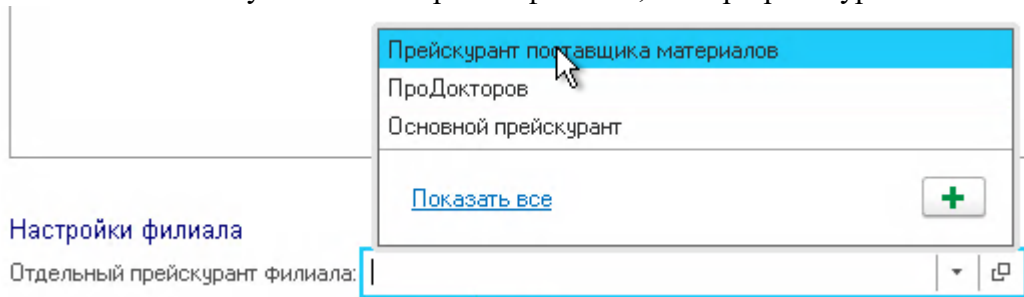 Прейскурант поставщика материалов
ПроДокторов
Основной прейскурант
Показать все
Настройки филиала
Отдельный прейскурант филиала: